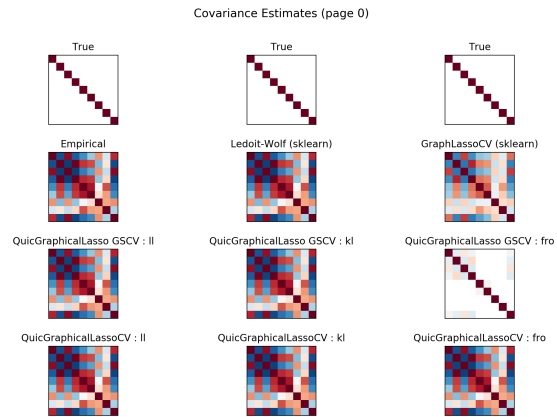 Covariance Estimates (page 0)
True True True
Empirical Ledoit-Wolf (sklearn) GraphLassoCV (sklearn)
QuicGraphicalLasso GSCV : ll QuicGraphicalLasso GSCV : kl QuicGraphicalLasso GSCV : fro
QuicGraphicalLassoCV : ll QuicGraphicalLassoCV : kl QuicGraphicalLassoCV : fro